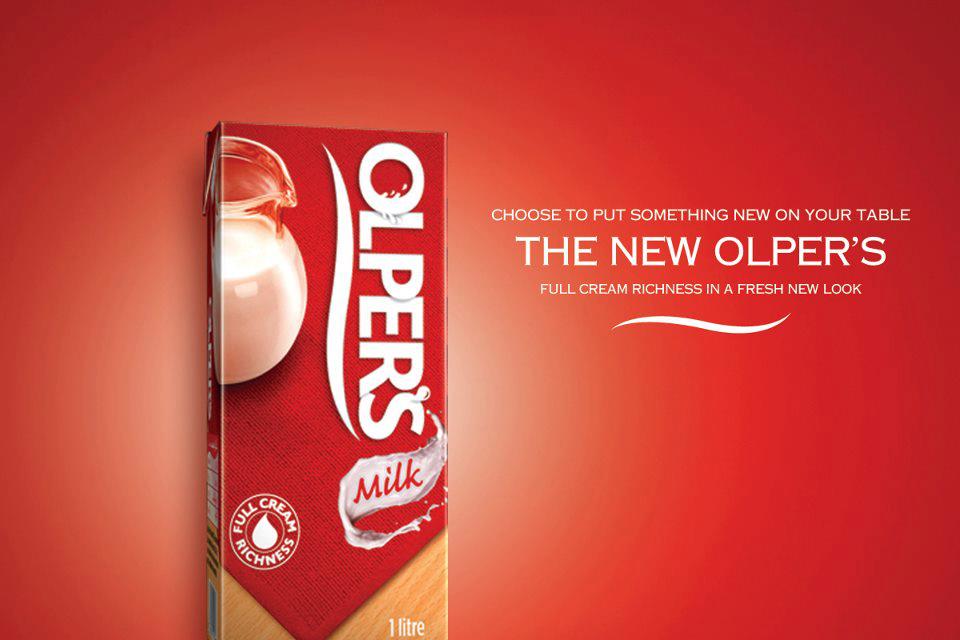 OLPER'S
Milk
FULL CREAM
RICHNESS
1 litre
CHOOSE TO PUT SOMETHING NEW ON YOUR TABLE
THE NEW OLPER'S
FULL CREAM RICHNESS IN A FRESH NEW LOOK